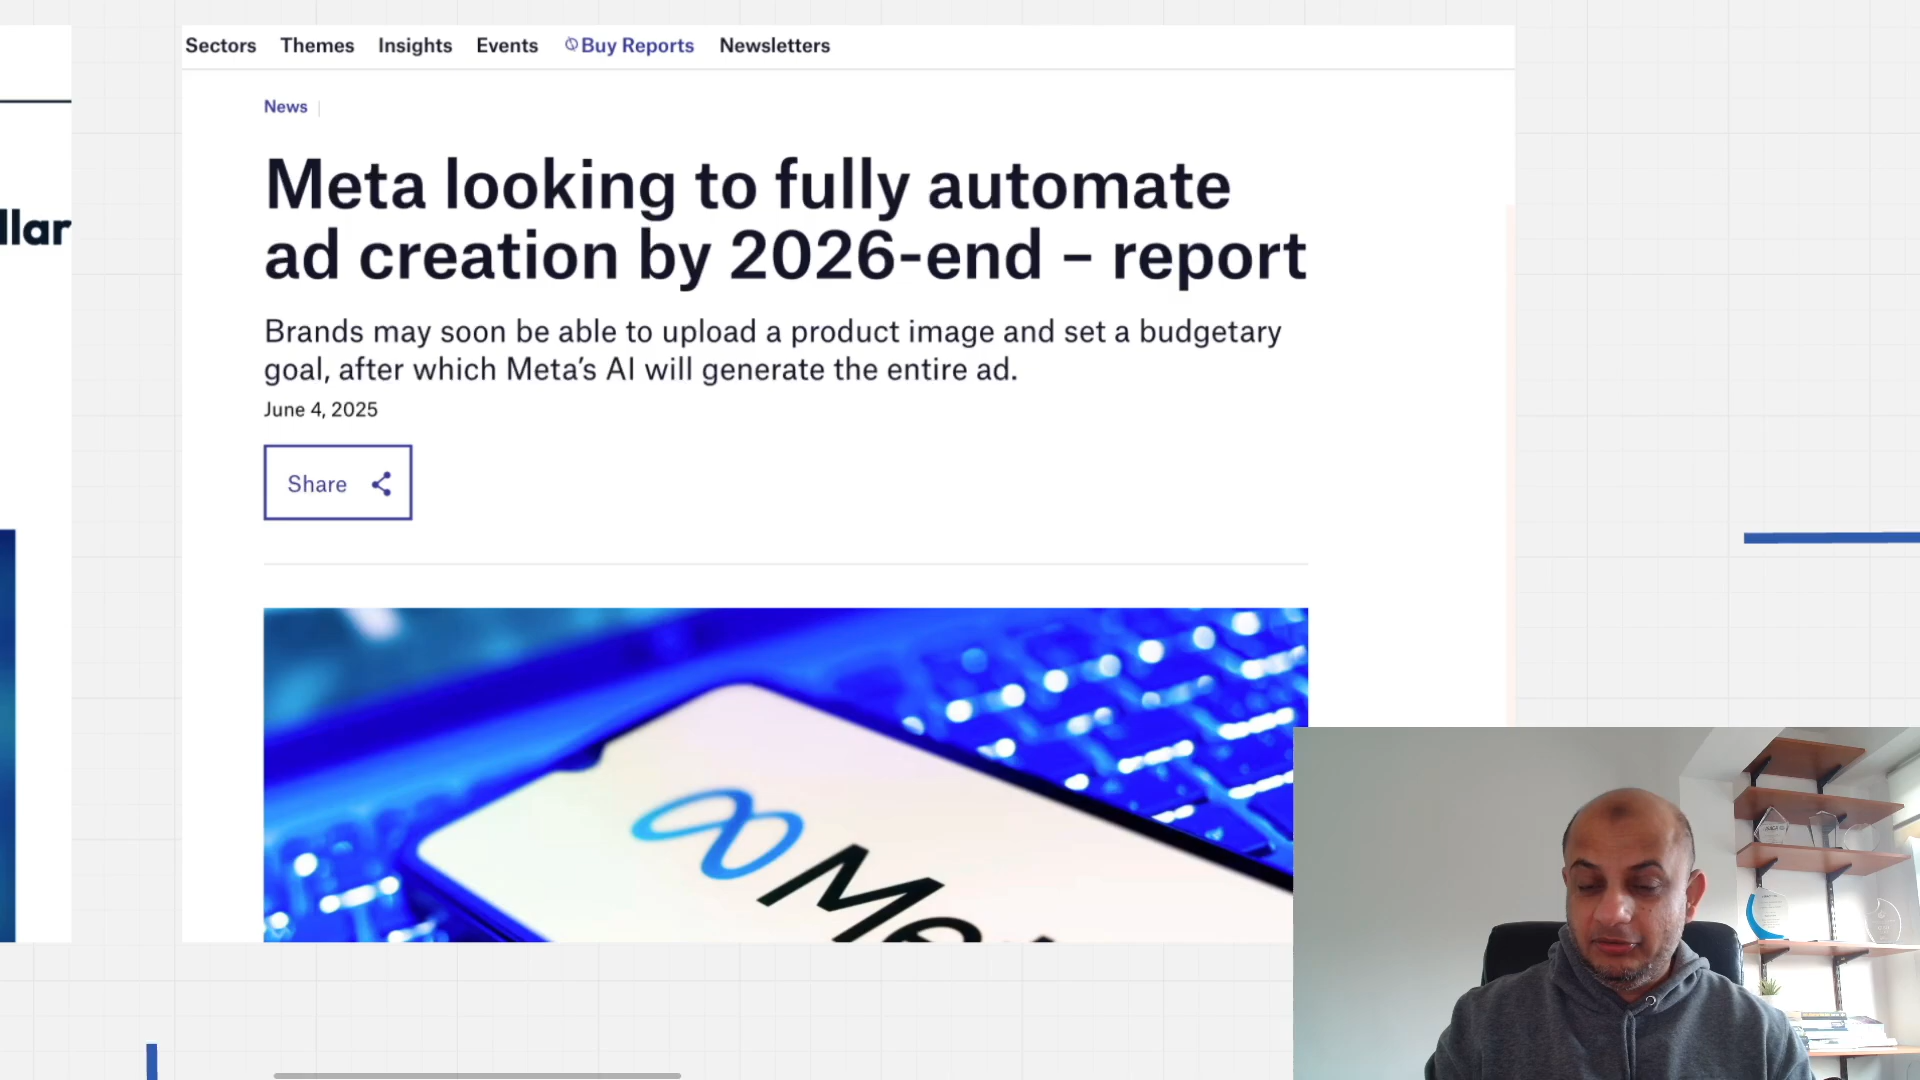 Sectors Themes Insights Events Buy Reports Newsletters
News
llar
Meta looking to fully automate
ad creation by 2026-end – report
Brands may soon be able to upload a product image and set a budgetary
goal, after which Meta’s AI will generate the entire ad.
June 4, 2025
Share